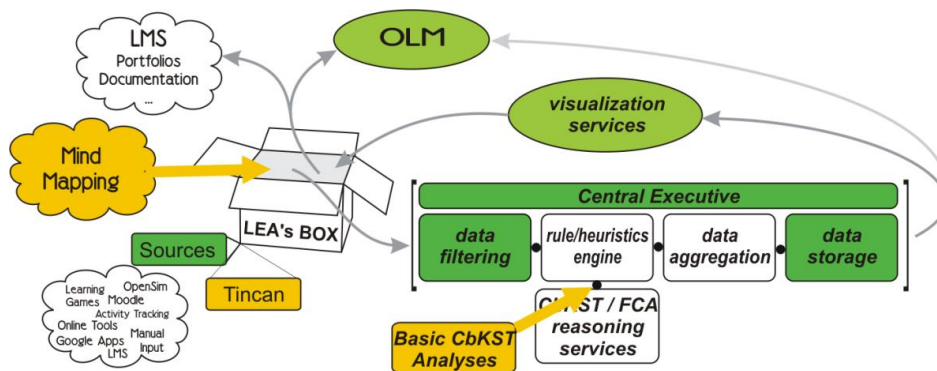 LMS
Portfolios
Documentation
...
OLM
visualization
services
Mind
Mapping
LEA's BOX
Sources
Tincan
Learning
Games
OpenSim
Moodle
Activity Tracking
Online Tools
Manual
Input
Google Apps
LMS
Central Executive
data
filtering
rule/heuristics
engine
data
aggregation
data
storage
/ FCA
reasoning
services
Basic CbKST
Analyses